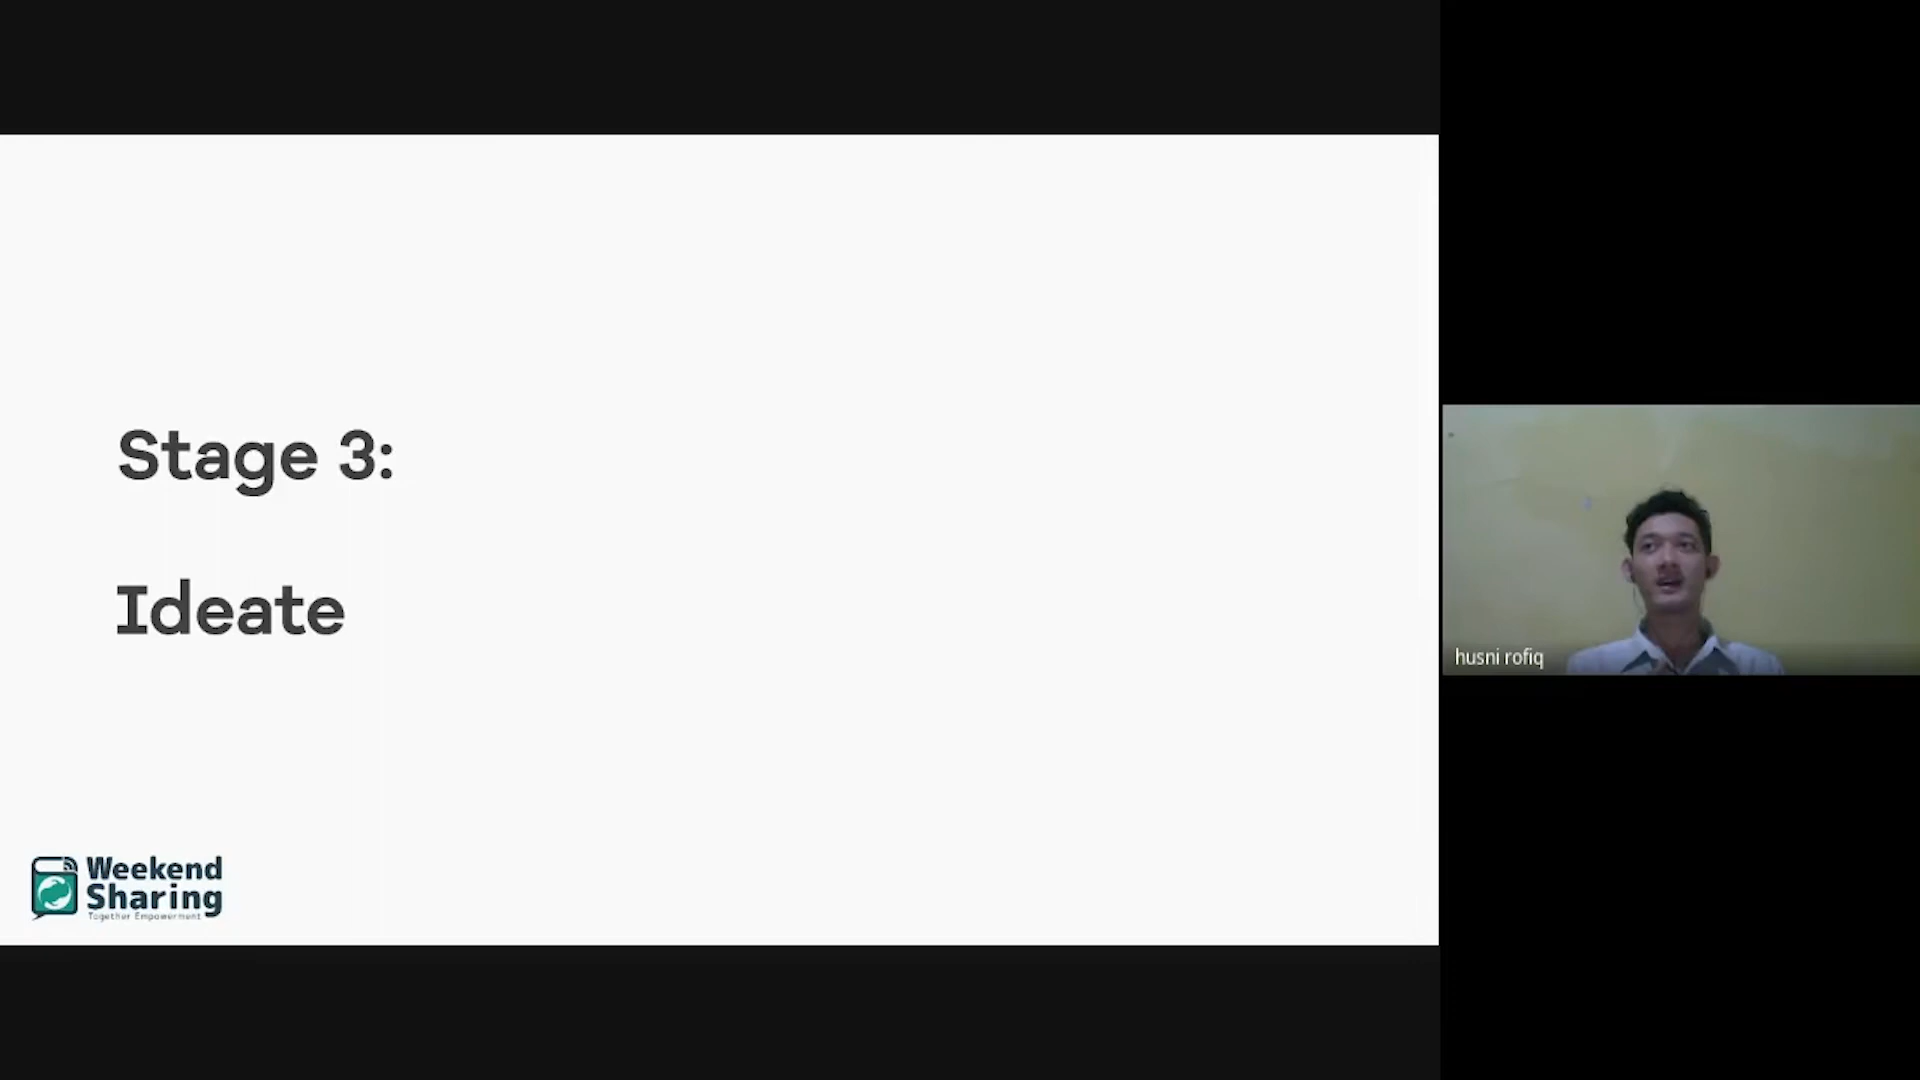 Stage 3:
Ideate
Weekend
Sharing
Together Empowerment
husni rofiq